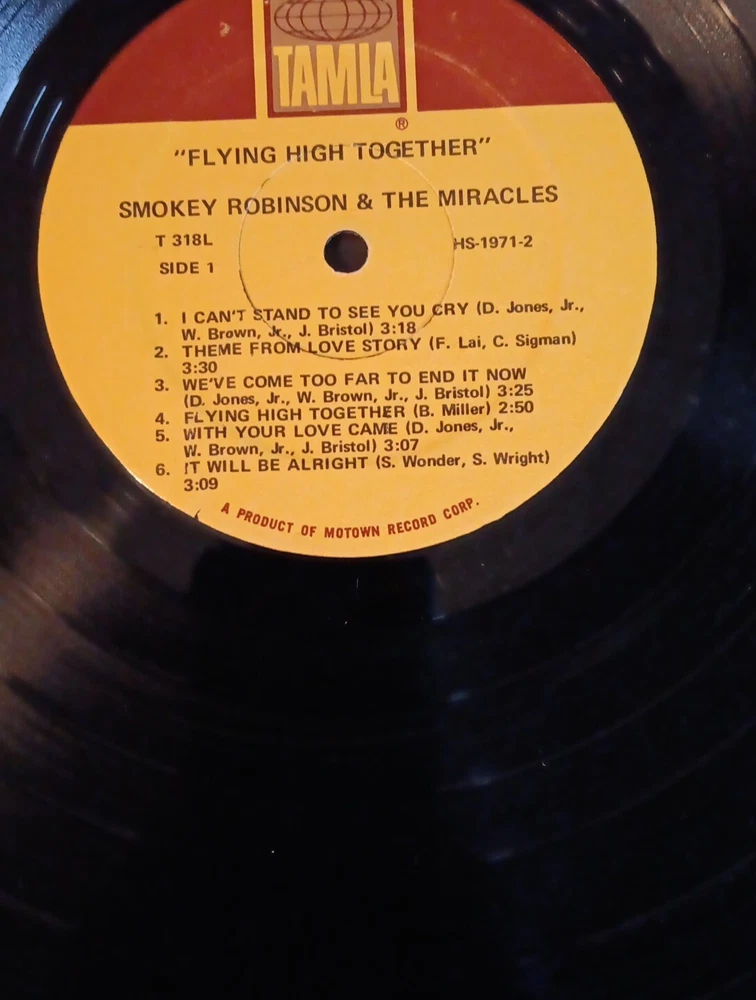 TAMLA
®
"FLYING HIGH TOGETHER"
SMOKEY ROBINSON & THE MIRACLES
T 318L HS-1971-2
SIDE 1
1. I CAN'T STAND TO SEE YOU CRY (D. Jones, Jr.,
W. Brown, Jr., J. Bristol) 3:18
2. THEME FROM LOVE STORY (F. Lai, C. Sigman)
3:30
3. WE'VE COME TOO FAR TO END IT NOW
(D. Jones, Jr., W. Brown, Jr., J. Bristol) 3:25
4. FLYING HIGH TOGETHER (B. Miller) 2:50
5. WITH YOUR LOVE CAME (D. Jones, Jr.,
W. Brown, Jr., J. Bristol) 3:07
6. IT WILL BE ALRIGHT (S. Wonder, S. Wright)
3:09
A PRODUCT OF MOTOWN RECORD CORP.